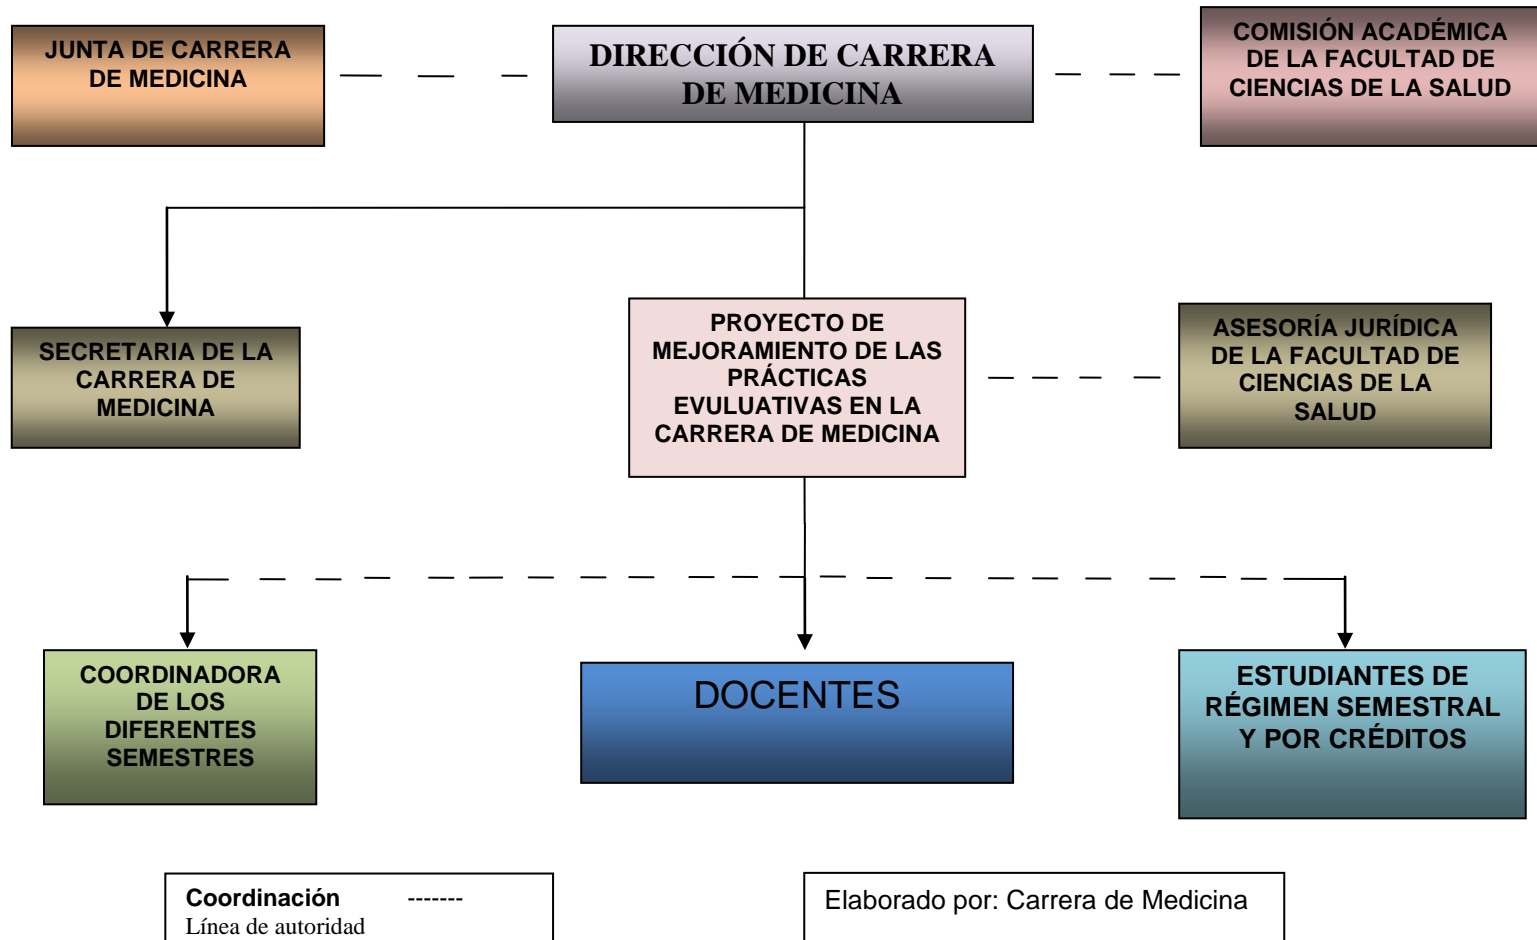 JUNTA DE CARRERA
DE MEDICINA
DIRECCIÓN DE CARRERA
DE MEDICINA
COMISIÓN ACADÉMICA
DE LA FACULTAD DE
CIENCIAS DE LA SALUD
SECRETARIA DE LA
CARRERA DE
MEDICINA
PROYECTO DE
MEJORAMIENTO DE LAS
PRÁCTICAS
EVULUATIVAS EN LA
CARRERA DE MEDICINA
ASESORÍA JURÍDICA
DE LA FACULTAD DE
CIENCIAS DE LA
SALUD
COORDINADORA
DE LOS
DIFERENTES
SEMESTRES
DOCENTES
ESTUDIANTES DE
RÉGIMEN SEMESTRAL
Y POR CRÉDITOS
Coordinación -------
Línea de autoridad
Elaborado por: Carrera de Medicina